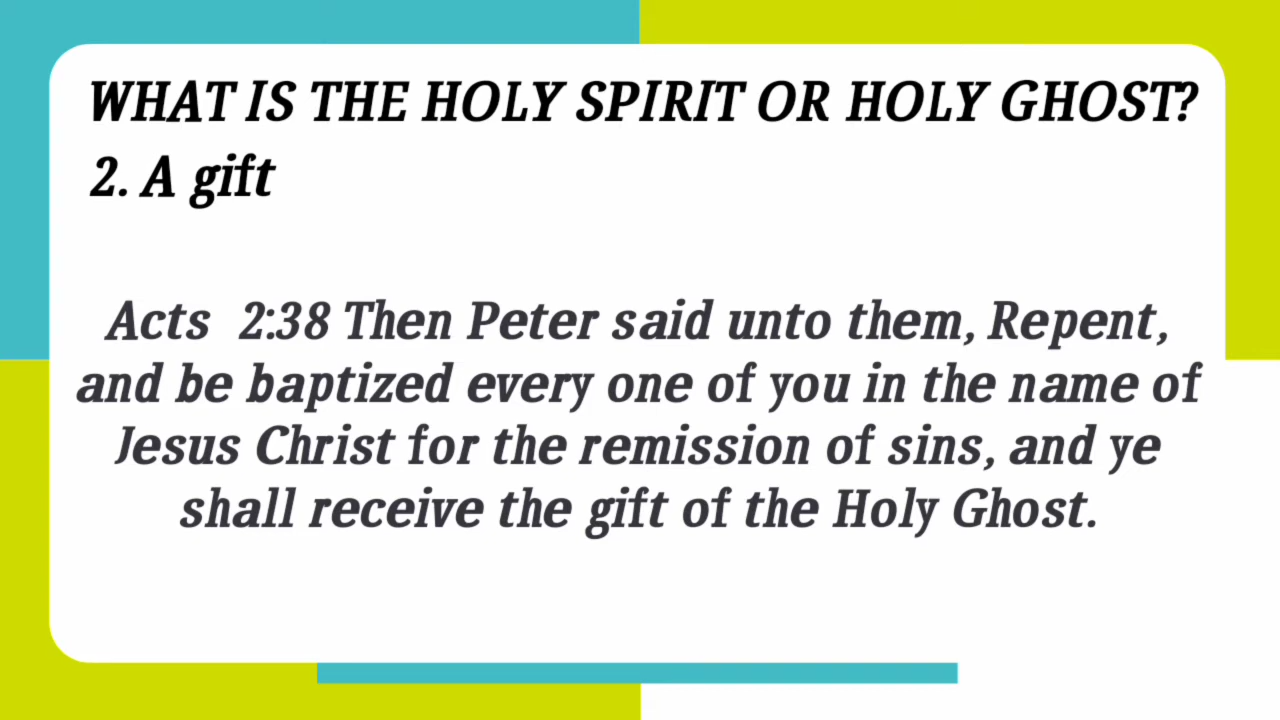 WHAT IS THE HOLY SPIRIT OR HOLY GHOST?
2. A gift
Acts 2:38 Then Peter said unto them, Repent,
and be baptized every one of you in the name of
Jesus Christ for the remission of sins, and ye
shall receive the gift of the Holy Ghost.